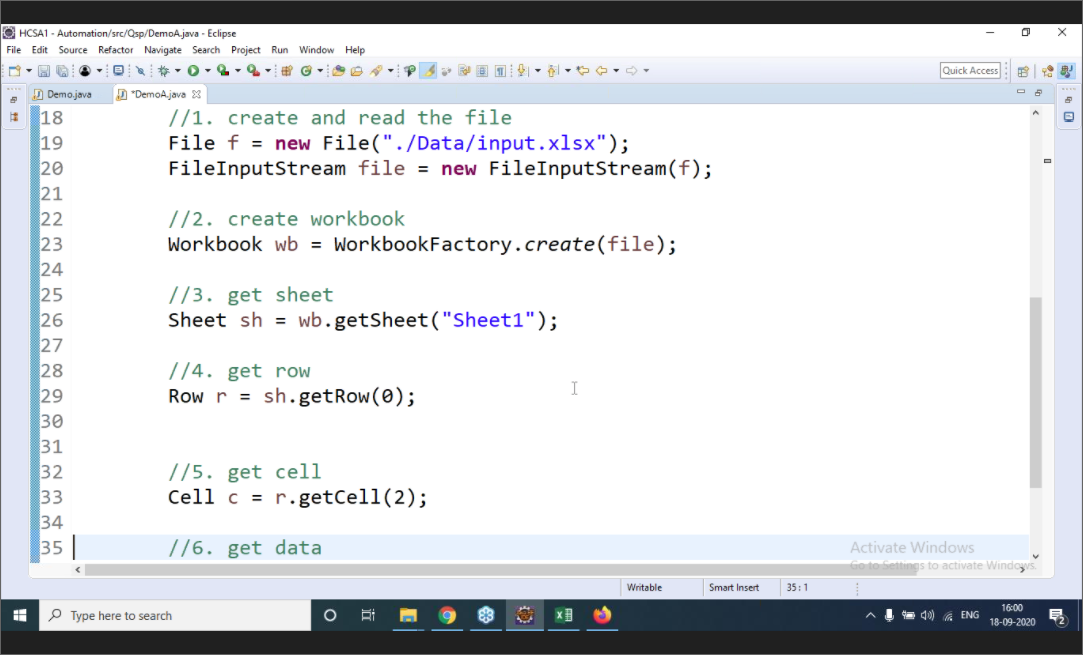 HCSA1 - Automation/src/Qsp/DemoA.java - Eclipse
File Edit Source Refactor Navigate Search Project Run Window Help
Quick Access
Demo.java *DemoA.java
18 //1. create and read the file
19 File f = new File("./Data/input.xlsx");
20 FileInputStream file = new FileInputStream(f);
21
22 //2. create workbook
23 Workbook wb = WorkbookFactory.create(file);
24
25 //3. get sheet
26 Sheet sh = wb.getSheet("Sheet1");
27
28 //4. get row
29 Row r = sh.getRow(0);
30
31
32 //5. get cell
33 Cell c = r.getCell(2);
34
35 //6. get data
Activate Windows
Go to Settings to activate Windows.
Writable Smart Insert 35 : 1
Type here to search
ENG
16:00
18-09-2020
2